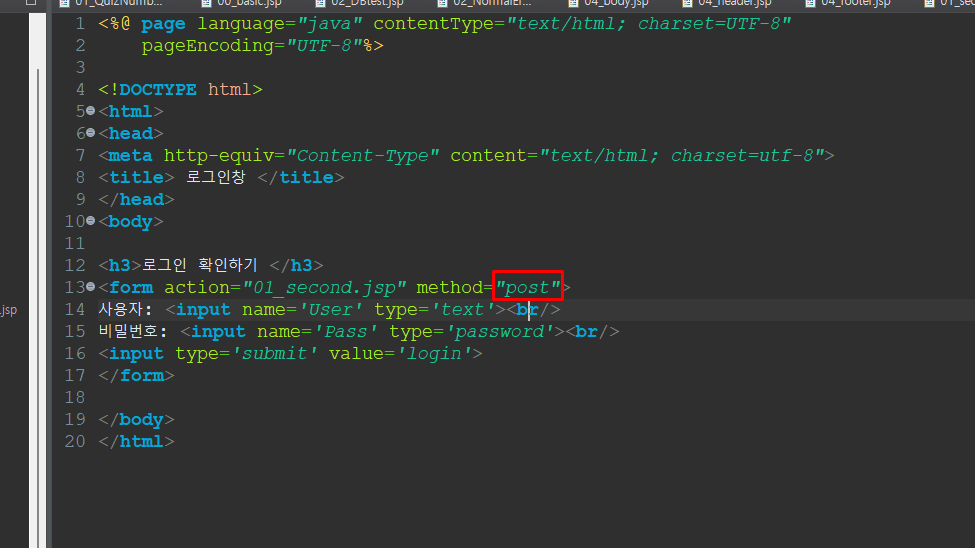 00_basic.jsp 02_DBtest.jsp 04_body.jsp 04_header.jsp 04_footer.jsp
1 <%@ page language="java" contentType="text/html; charset=UTF-8"
2 pageEncoding="UTF-8"%>
3
4 <!DOCTYPE html>
5 <html>
6 <head>
7 <meta http-equiv="Content-Type" content="text/html; charset=utf-8">
8 <title> 로그인창 </title>
9 </head>
10 <body>
11
12 <h3>로그인 확인하기 </h3>
13 <form action="01_second.jsp" method="post">
.jsp
14 사용자: <input name='User' type='text'><br/>
15 비밀번호: <input name='Pass' type='password'><br/>
16 <input type='submit' value='login'>
17 </form>
18
19 </body>
20 </html>